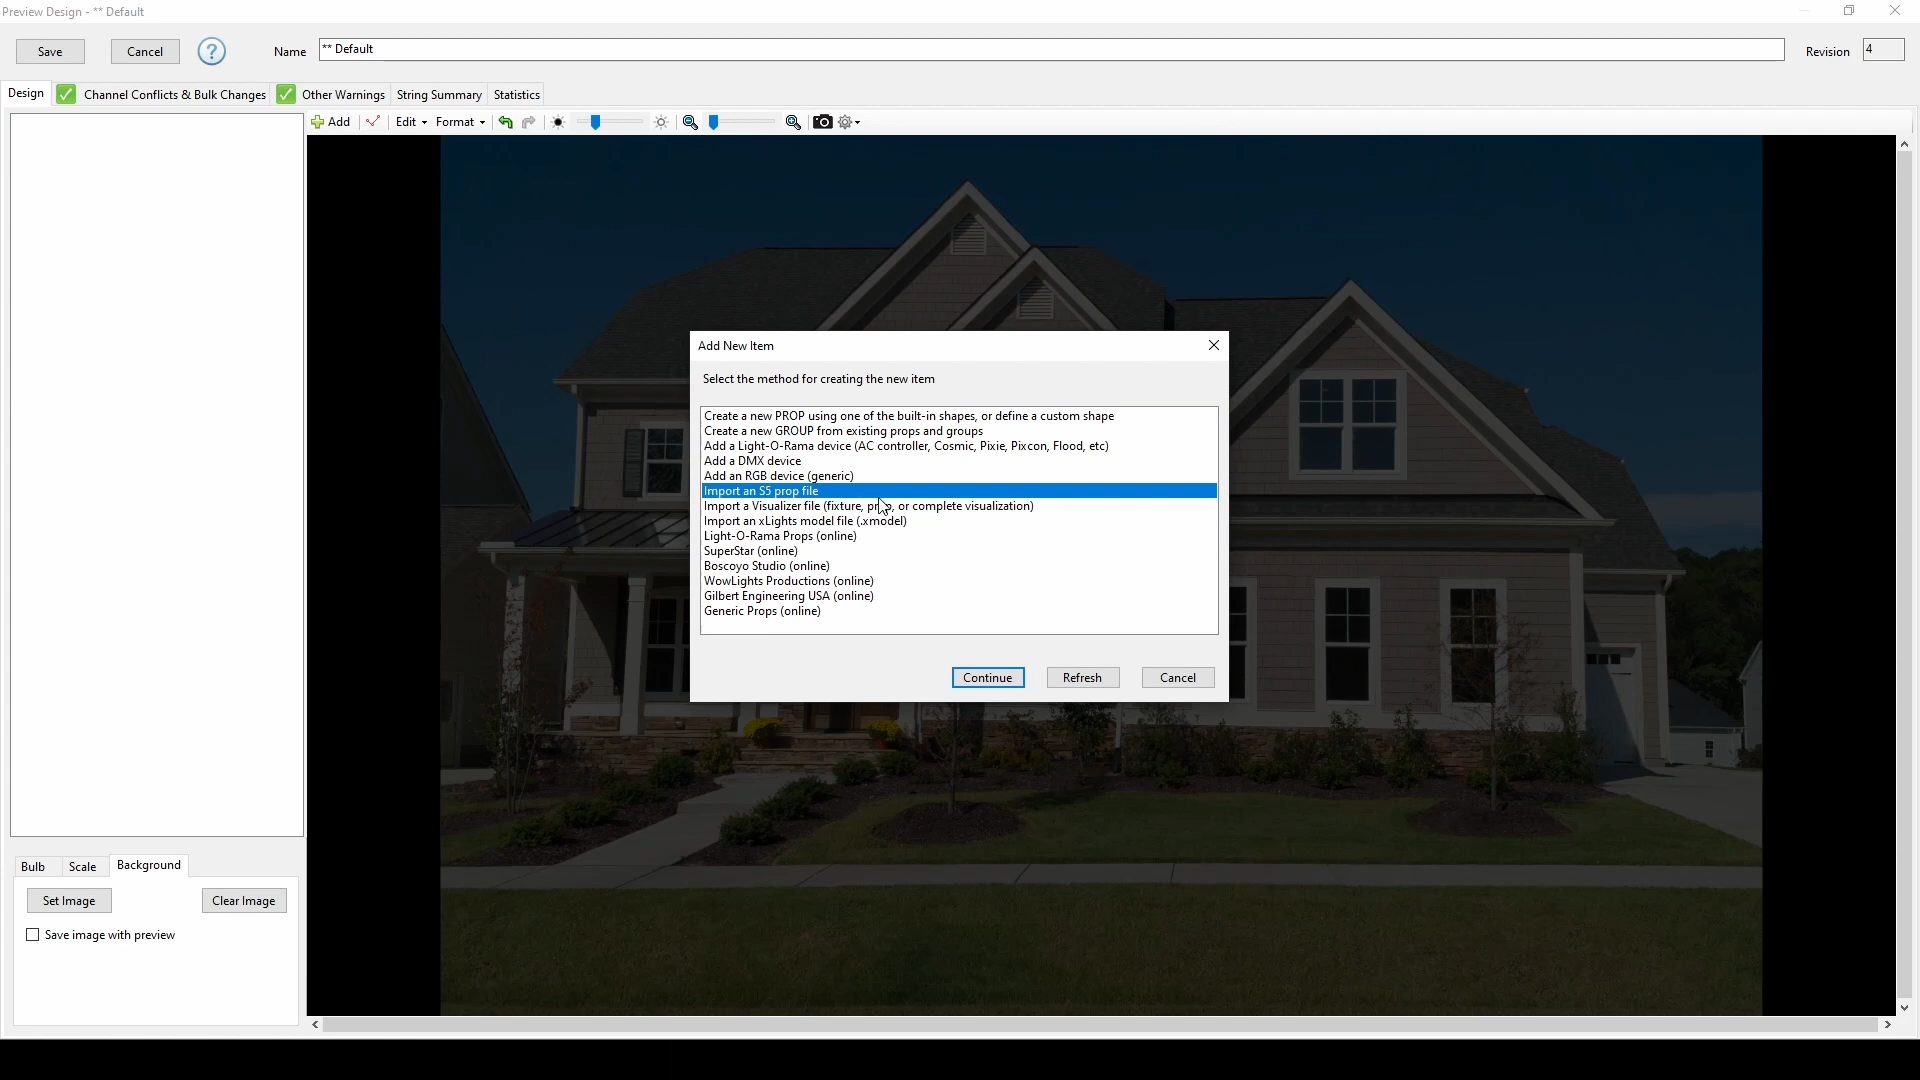 Preview Design - ** Default
Save
Cancel
?
Name
** Default
Revision
4
Design
Channel Conflicts & Bulk Changes
Other Warnings
String Summary
Statistics
Add
Edit
Format
Add New Item
Select the method for creating the new item
Create a new PROP using one of the built-in shapes, or define a custom shape
Create a new GROUP from existing props and groups
Add a Light-O-Rama device (AC controller, Cosmic, Pixie, Pixcon, Flood, etc)
Add a DMX device
Add an RGB device (generic)
Import an S5 prop file
Import a Visualizer file (fixture, prop, or complete visualization)
Import an xLights model file (.xmodel)
Light-O-Rama Props (online)
SuperStar (online)
Boscoyo Studio (online)
WowLights Productions (online)
Gilbert Engineering USA (online)
Generic Props (online)
Continue
Refresh
Cancel
Bulb
Scale
Background
Set Image
Clear Image
Save image with preview